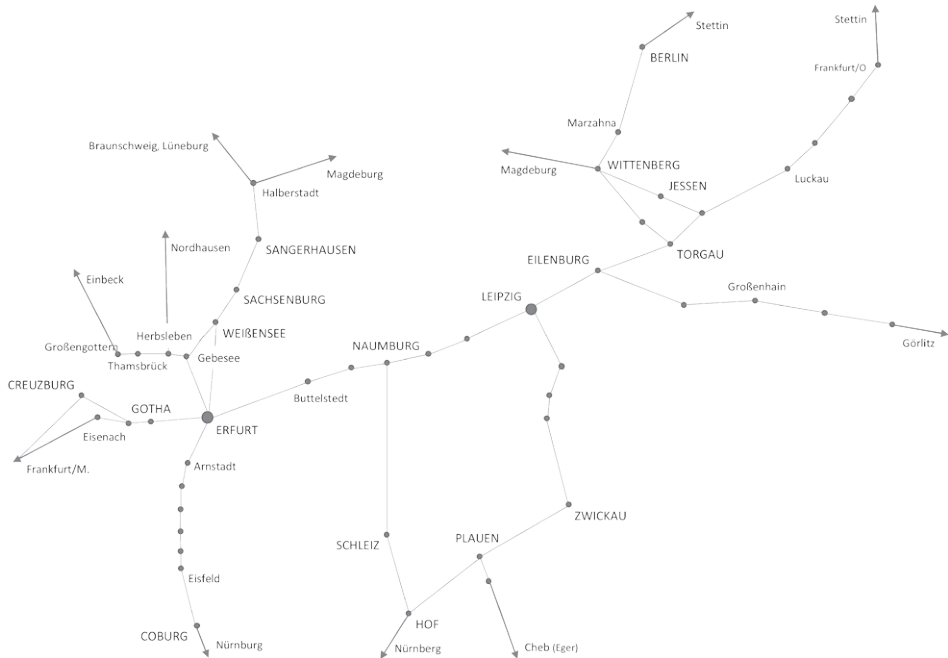 Stettin
Stettin
BERLIN
Frankfurt/O
Marzahna
Braunschweig, Lüneburg
Magdeburg
WITTENBERG
Magdeburg
Halberstadt
JESSEN
Luckau
Nordhausen
SANGERHAUSEN
TORGAU
EILENBURG
Einbeck
Großenhain
SACHSENBURG
LEIPZIG
WEIßENSEE
Herbsleben
Görlitz
Großengottern
NAUMBURG
Gebesee
Thamsbrück
CREUZBURG
Buttelstedt
GOTHA
ERFURT
Eisenach
Frankfurt/M.
Arnstadt
ZWICKAU
PLAUEN
SCHLEIZ
Eisfeld
HOF
COBURG
Nürnburg
Nürnberg
Cheb (Eger)